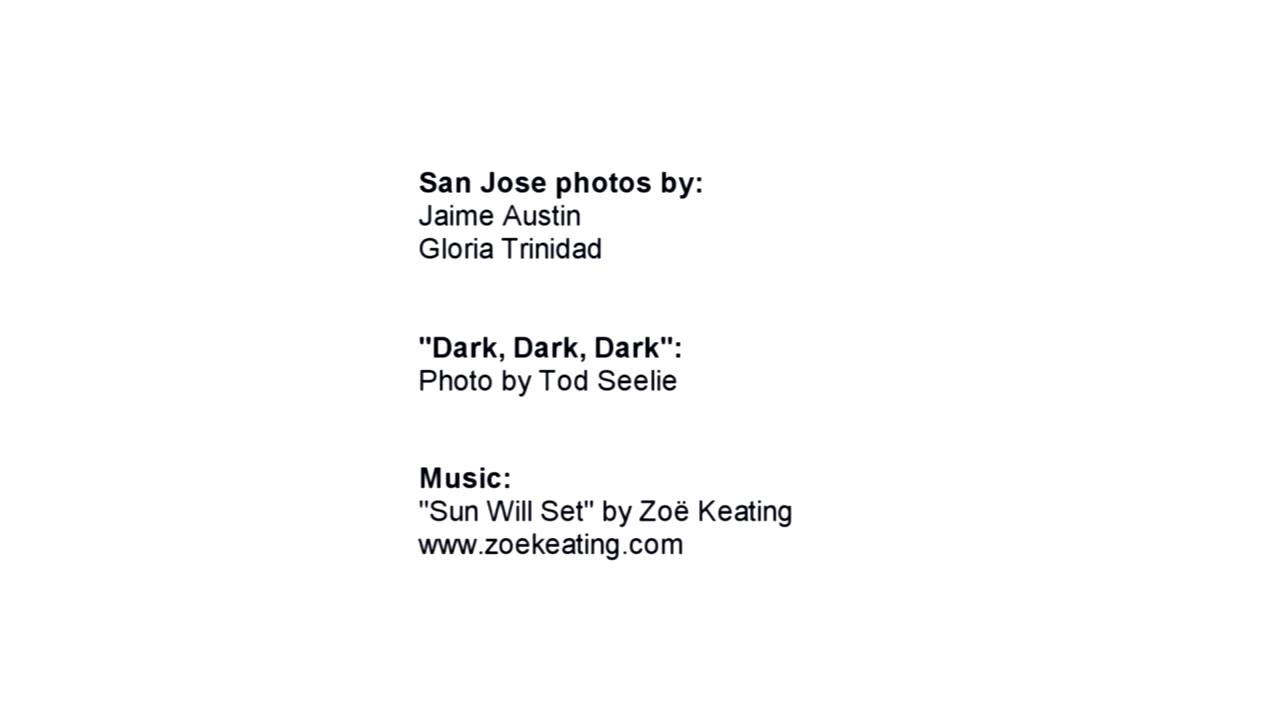 San Jose photos by:
Jaime Austin
Gloria Trinidad
"Dark, Dark, Dark":
Photo by Tod Seelie
Music:
"Sun Will Set" by Zoë Keating
www.zoekeating.com